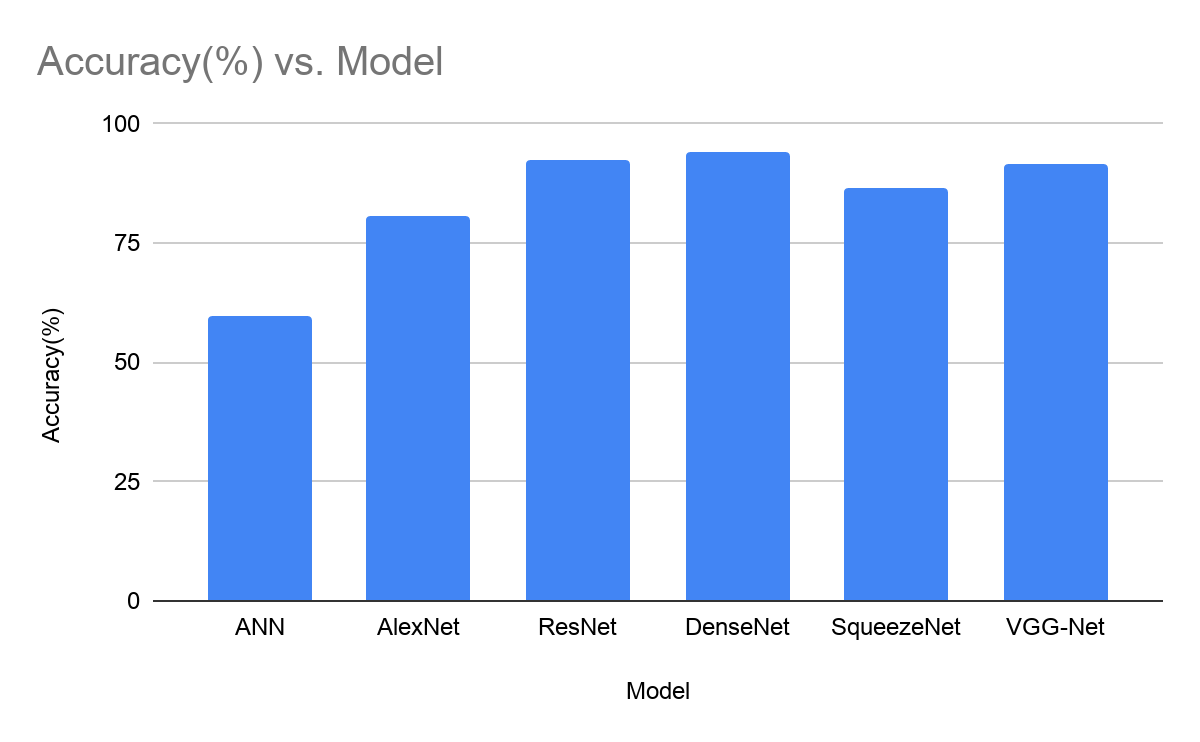 Accuracy(%) vs. Model
100
75
50
25
0
Accuracy(%)
ANN AlexNet ResNet DenseNet SqueezeNet VGG-Net
Model